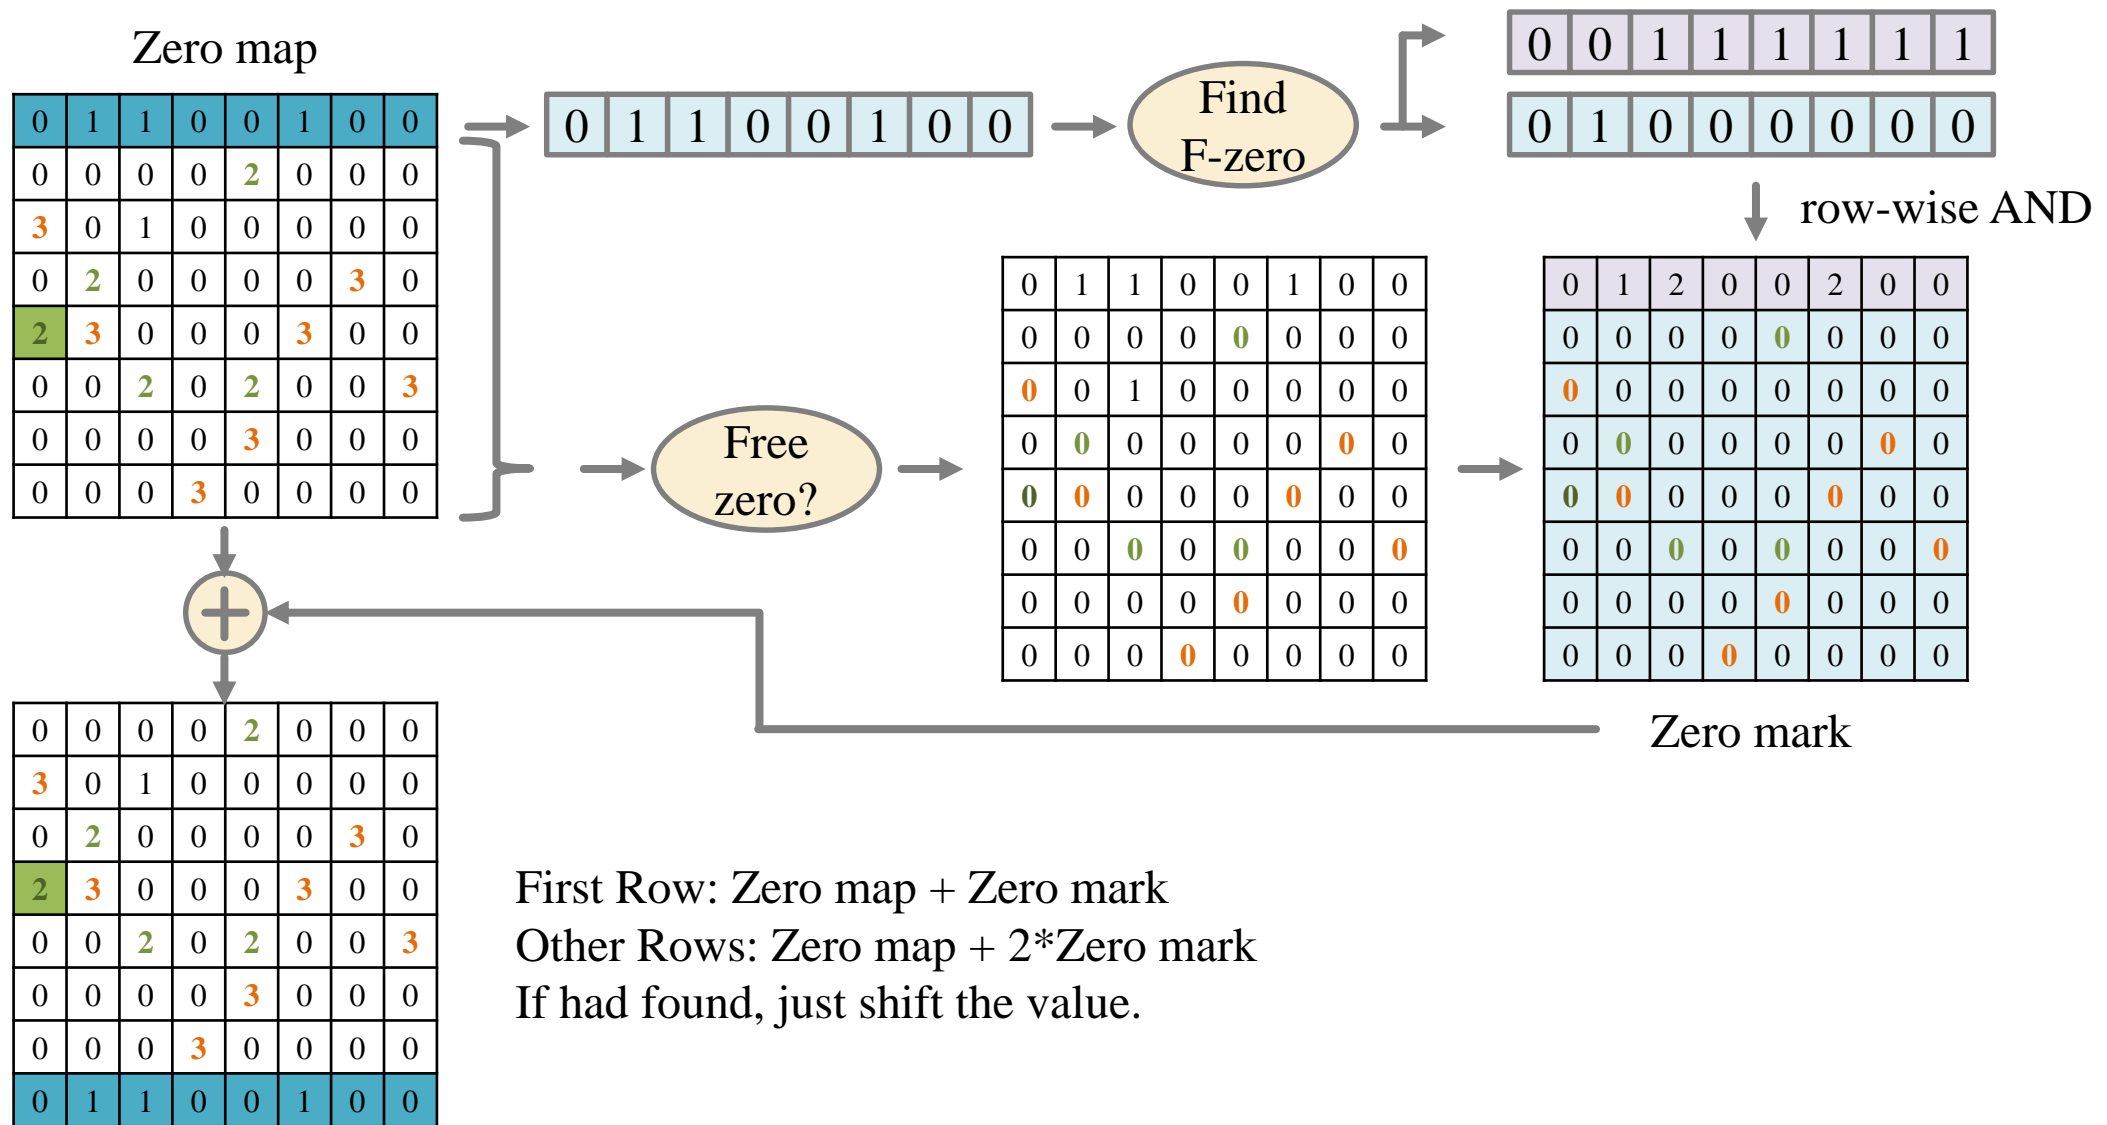 Zero map
0 1 1 0 0 1 0 0
0 0 0 0 2 0 0 0
3 0 1 0 0 0 0 0
0 2 0 0 0 0 3 0
2 3 0 0 0 3 0 0
0 0 2 0 2 0 0 3
0 0 0 0 3 0 0 0
0 0 0 3 0 0 0 0
0 1 1 0 0 1 0 0
Find
F-zero
0 0 1 1 1 1 1 1
0 1 0 0 0 0 0 0
row-wise AND
Free
zero?
0 1 1 0 0 1 0 0
0 0 0 0 0 0 0 0
0 0 1 0 0 0 0 0
0 0 0 0 0 0 0 0
0 0 0 0 0 0 0 0
0 0 0 0 0 0 0 0
0 0 0 0 0 0 0 0
0 0 0 0 0 0 0 0
0 1 2 0 0 2 0 0
0 0 0 0 0 0 0 0
0 0 0 0 0 0 0 0
0 0 0 0 0 0 0 0
0 0 0 0 0 0 0 0
0 0 0 0 0 0 0 0
0 0 0 0 0 0 0 0
0 0 0 0 0 0 0 0
Zero mark
+
0 0 0 0 2 0 0 0
3 0 1 0 0 0 0 0
0 2 0 0 0 0 3 0
2 3 0 0 0 3 0 0
0 0 2 0 2 0 0 3
0 0 0 0 3 0 0 0
0 0 0 3 0 0 0 0
0 1 1 0 0 1 0 0
First Row: Zero map + Zero mark
Other Rows: Zero map + 2*Zero mark
If had found, just shift the value.